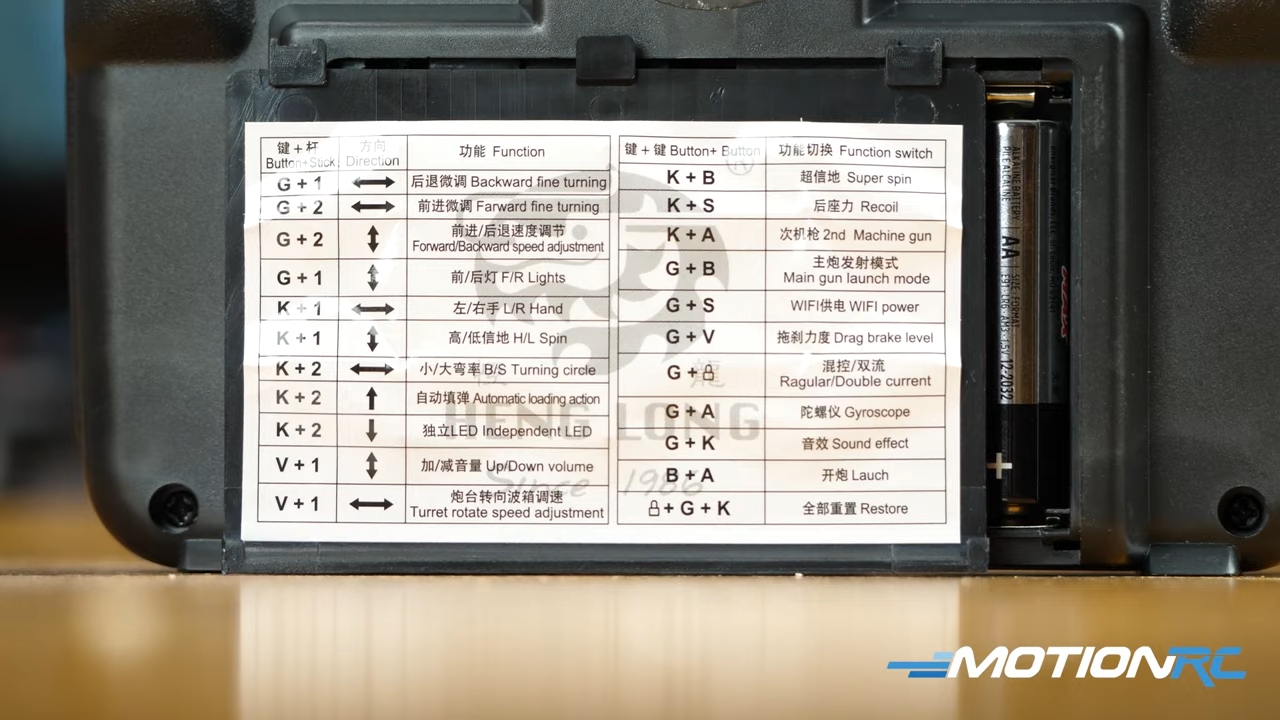 键＋杆
Button+Stick
方向
Direction
功能 Function
G + 1 ↔ 后退微调 Backward fine turning
G + 2 ↔ 前进微调 Farward fine turning
G + 2 ↕ 前进/后退速度调节
Forward/Backward speed adjustment
G + 1 ↕ 前/后灯 F/R Lights
K + 1 ↔ 左/右手 L/R Hand
K + 1 ↕ 高/低信地 H/L Spin
K + 2 ↔ 小/大弯率 B/S Turning circle
K + 2 ↑ 自动填弹 Automatic loading action
K + 2 ↓ 独立LED Independent LED
V + 1 ↕ 加/减音量 Up/Down volume
V + 1 ↔ 炮台转向波箱调速
Turret rotate speed adjustment
键＋键 Button+ Button
功能切换 Function switch
K + B 超信地 Super spin
K + S 后座力 Recoil
K + A 次机枪 2nd Machine gun
G + B 主炮发射模式
Main gun launch mode
G + S WIFI供电 WIFI power
G + V 拖刹力度 Drag brake level
G + 🔒 混控/双流
Ragular/Double current
G + A 陀螺仪 Gyroscope
G + K 音效 Sound effect
B + A 开炮 Lauch
🔒 + G + K 全部重置 Restore
®
龍
HENG LONG
Since 1986
ALKALINE BATTERY
PILE ALCALINE
AA
SIZE · FORMAT
12-2032
+
MOTIONRC